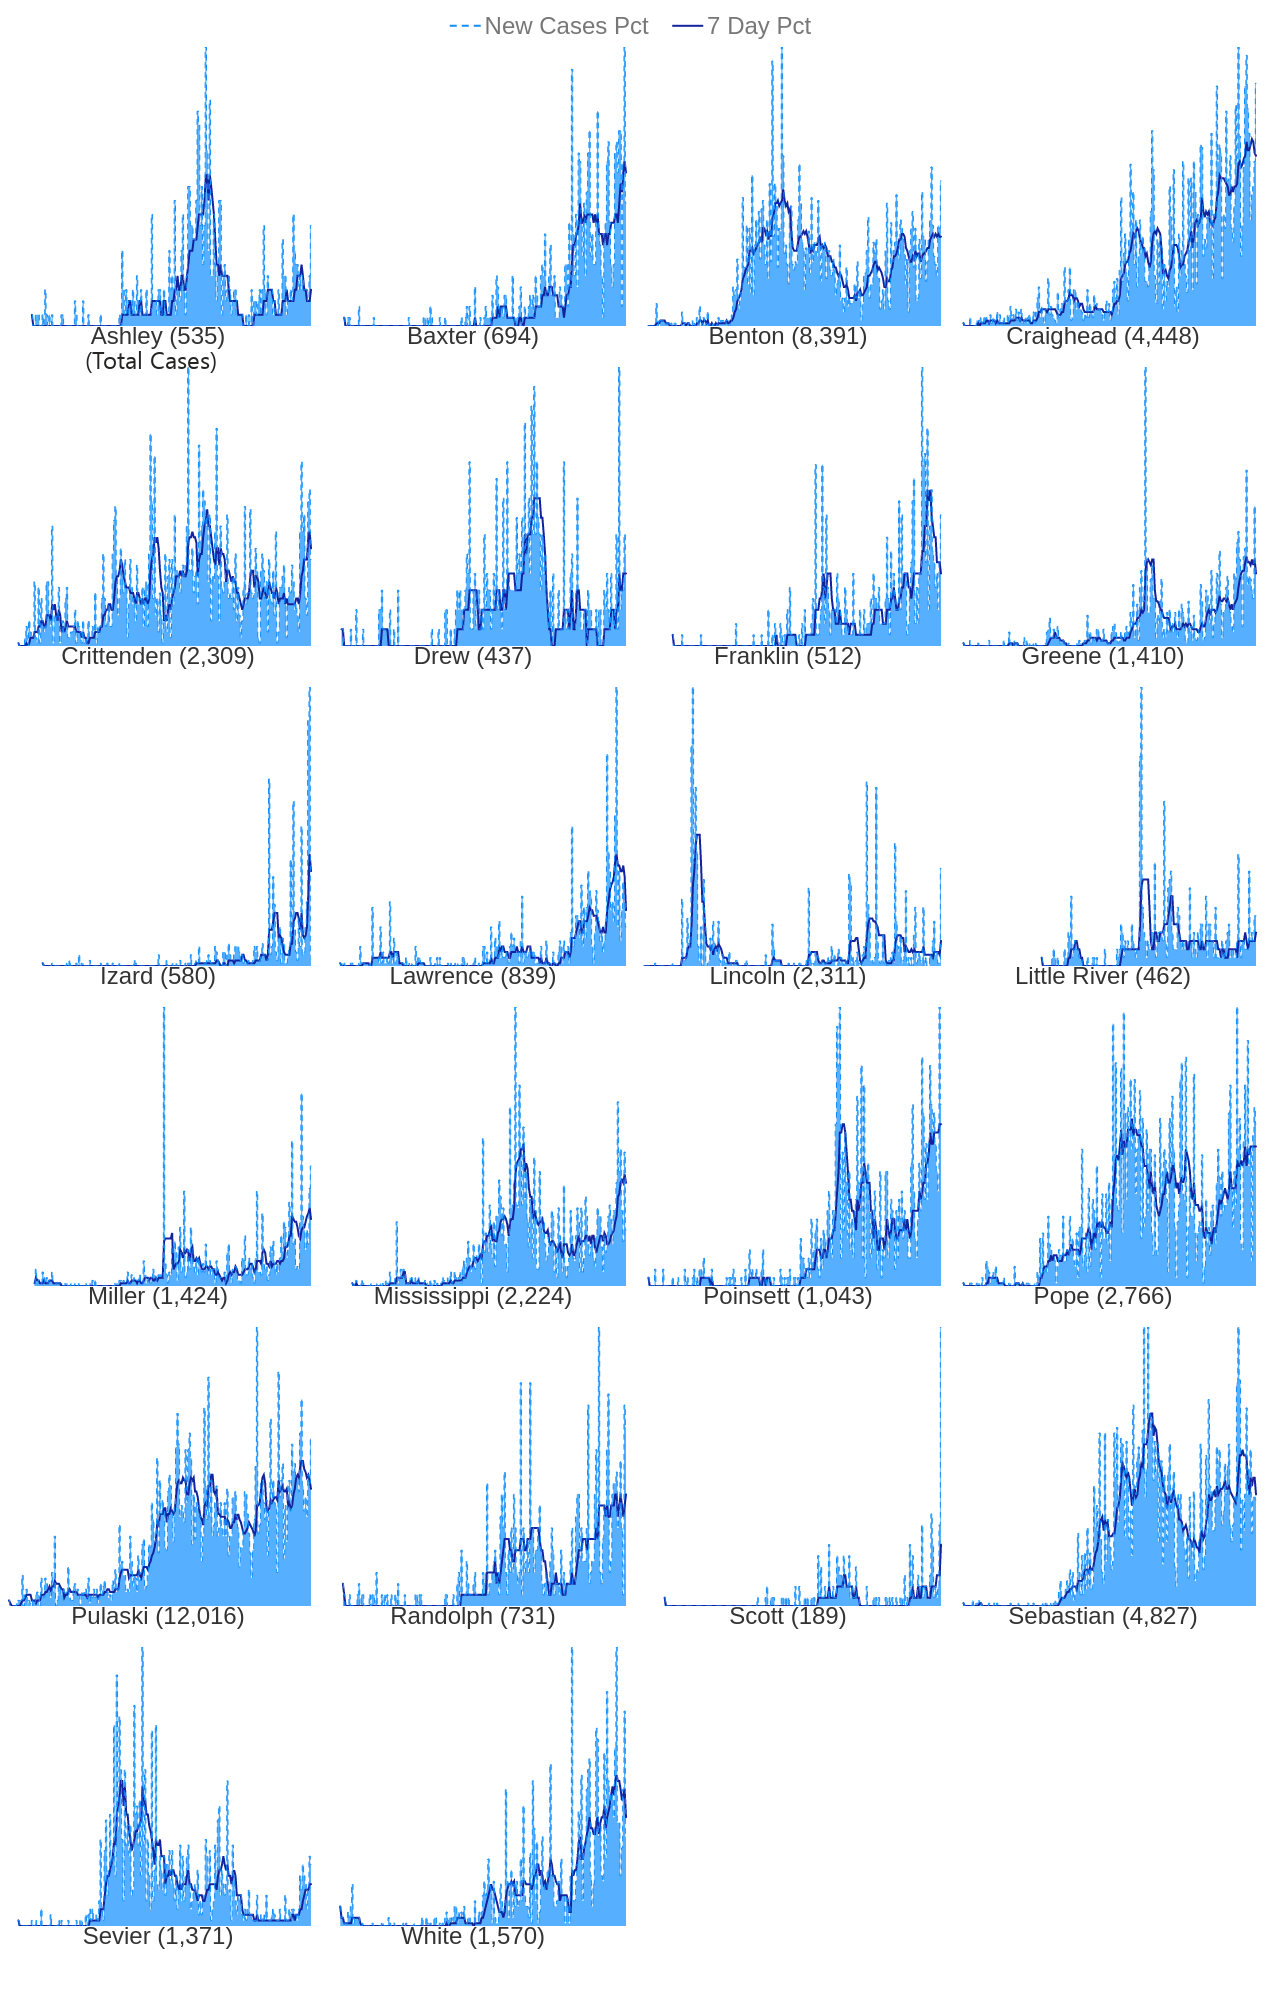 New Cases Pct 7 Day Pct
Ashley (535) Baxter (694) Benton (8,391) Craighead (4,448)
(Total Cases)
Crittenden (2,309) Drew (437) Franklin (512) Greene (1,410)
Izard (580) Lawrence (839) Lincoln (2,311) Little River (462)
Miller (1,424) Mississippi (2,224) Poinsett (1,043) Pope (2,766)
Pulaski (12,016) Randolph (731) Scott (189) Sebastian (4,827)
Sevier (1,371) White (1,570)